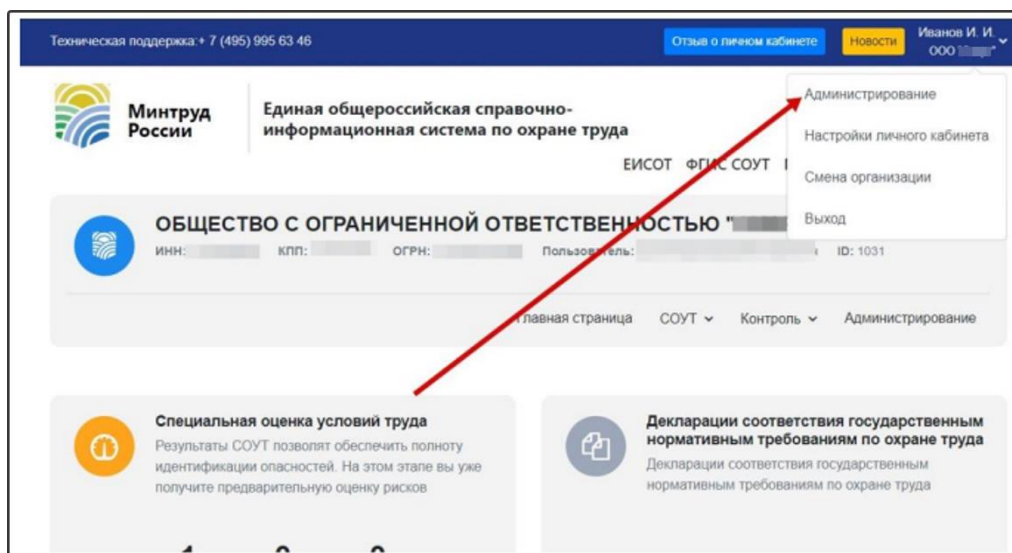 Техническая поддержка:+ 7 (495) 995 63 46
Отзыв о личном кабинете
Новости
Иванов И. И.
ООО "
Минтруд
России
Единая общероссийская справочно-
информационная система по охране труда
Администрирование
Настройки личного кабинета
Смена организации
Выход
ЕИСОТ ФГИС СОУТ
ОБЩЕСТВО С ОГРАНИЧЕННОЙ ОТВЕТСТВЕННОСТЬЮ "
ИНН: КПП: ОГРН: Пользователь: ID: 1031
Главная страница СОУТ Контроль Администрирование
Специальная оценка условий труда
Результаты СОУТ позволят обеспечить полноту
идентификации опасностей. На этом этапе вы уже
получите предварительную оценку рисков
Декларации соответствия государственным
нормативным требованиям по охране труда
Декларации соответствия государственным
нормативным требованиям по охране труда